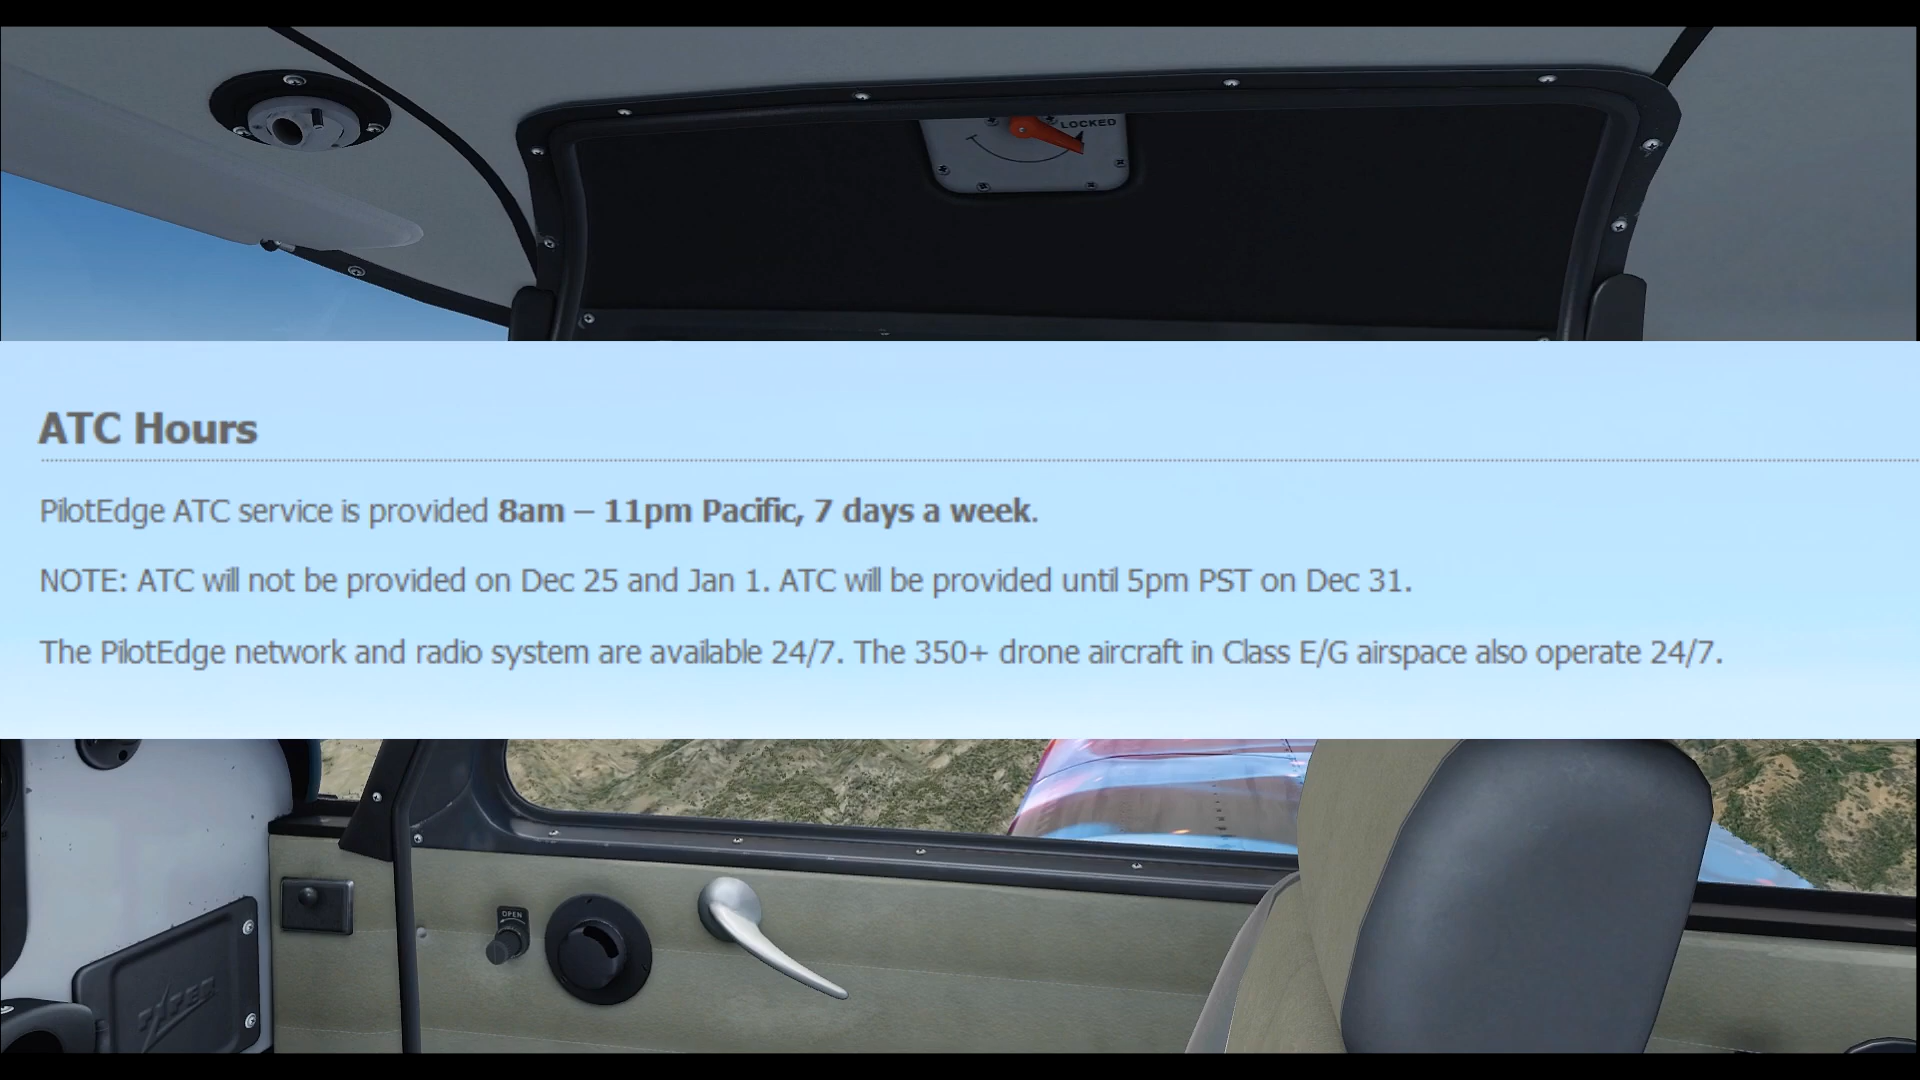 LOCKED
ATC Hours
PilotEdge ATC service is provided 8am – 11pm Pacific, 7 days a week.
NOTE: ATC will not be provided on Dec 25 and Jan 1. ATC will be provided until 5pm PST on Dec 31.
The PilotEdge network and radio system are available 24/7. The 350+ drone aircraft in Class E/G airspace also operate 24/7.
OPEN
PIPER